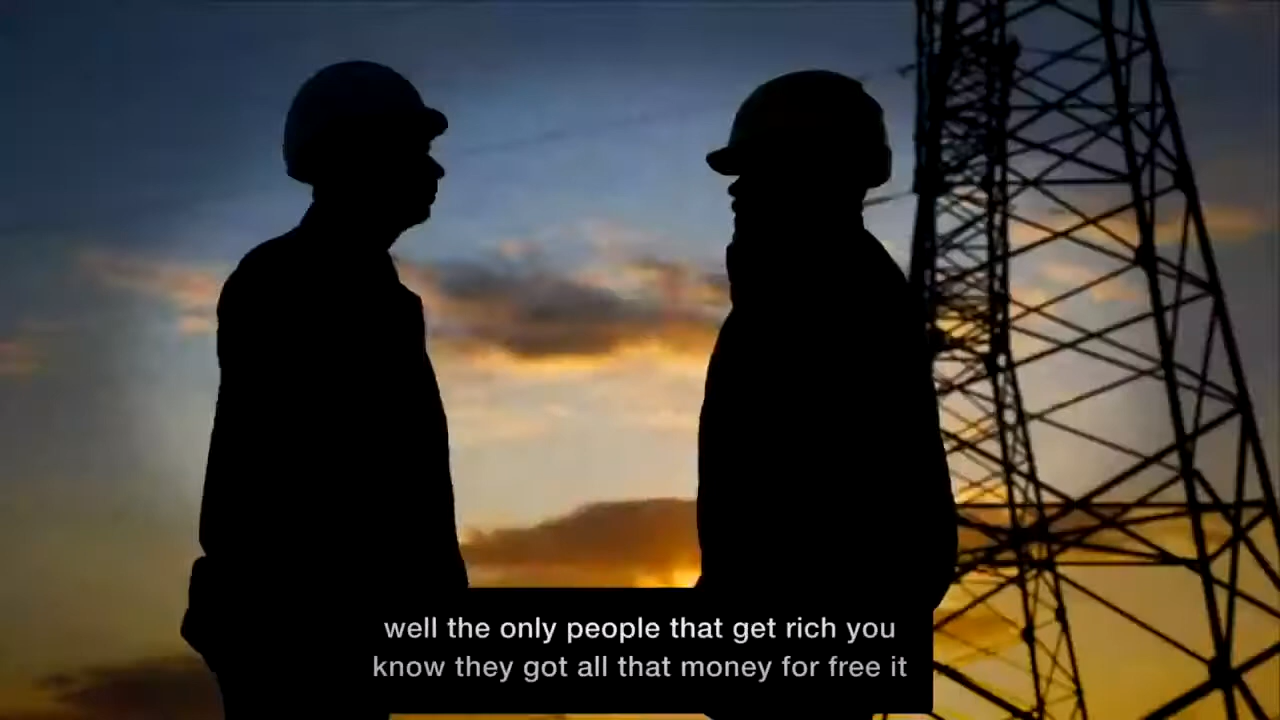 well the only people that get rich you
know they got all that money for free it